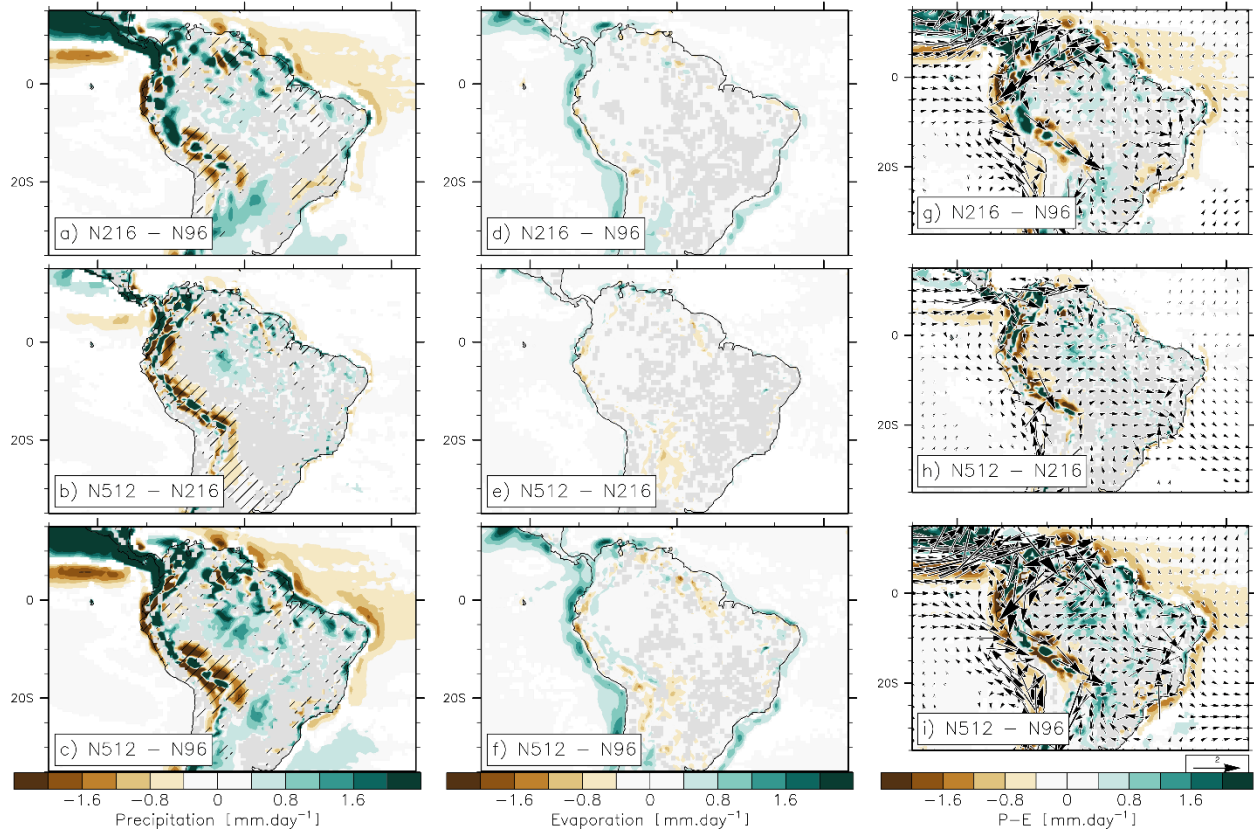 0
20S
a) N216 − N96
d) N216 − N96
g) N216 − N96
0
20S
0
20S
b) N512 − N216
e) N512 − N216
h) N512 − N216
0
20S
0
20S
c) N512 − N96
f) N512 − N96
i) N512 − N96
0
20S
2
−1.6 −0.8 0 0.8 1.6
Precipitation [mm.day⁻¹]
−1.6 −0.8 0 0.8 1.6
Evaporation [mm.day⁻¹]
−1.6 −0.8 0 0.8 1.6
P−E [mm.day⁻¹]